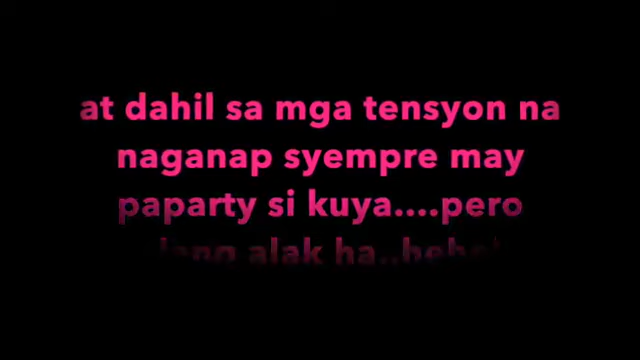 at dahil sa mga tensyon na
naganap syempre may
paparty si kuya....pero
alak ha..